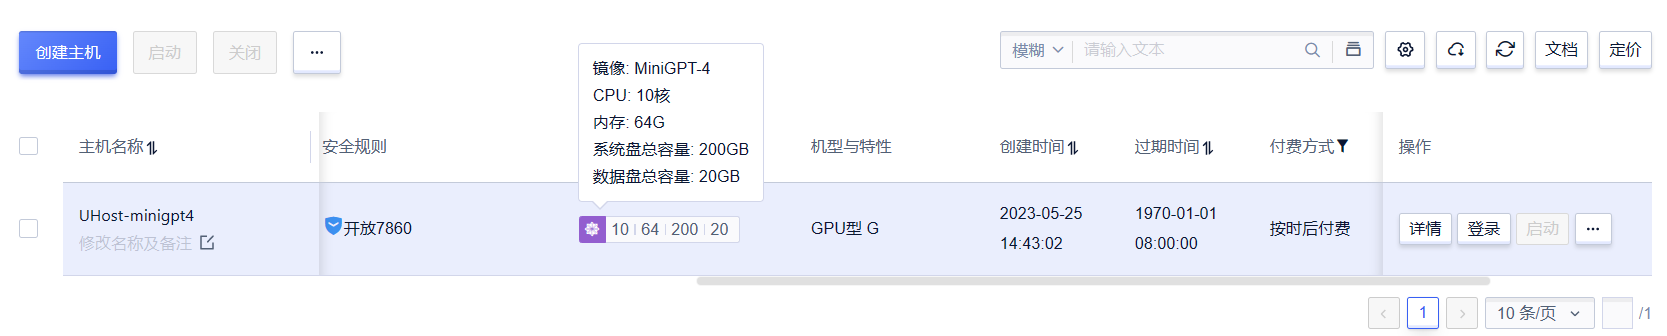 创建主机 启动 关闭 ...
模糊 请输入文本 文档 定价
镜像: MiniGPT-4
CPU: 10核
内存: 64G
系统盘总容量: 200GB
数据盘总容量: 20GB
主机名称 安全规则 机型与特性 创建时间 过期时间 付费方式 操作
UHost-minigpt4
修改名称及备注
开放7860
10 64 200 20
GPU型 G
2023-05-25
14:43:02
1970-01-01
08:00:00
按时后付费
详情 登录 启动 ...
1 10 条/页 /1